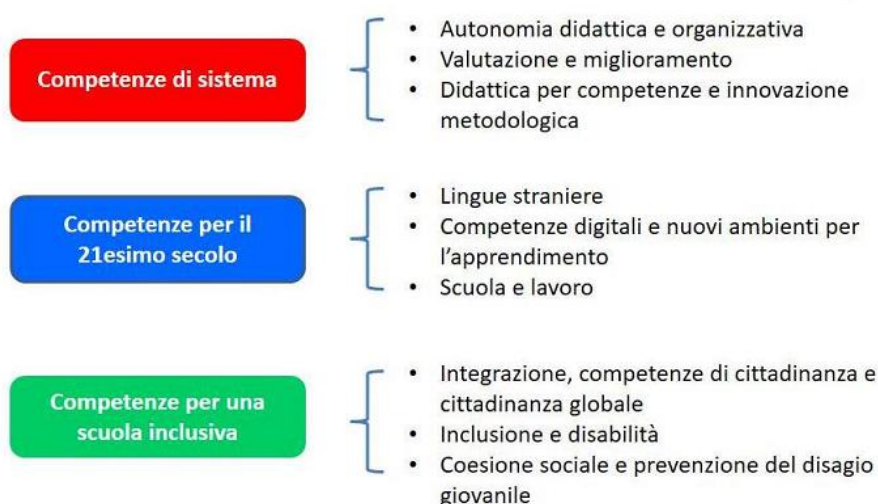 Competenze di sistema
• Autonomia didattica e organizzativa
• Valutazione e miglioramento
• Didattica per competenze e innovazione
metodologica
Competenze per il
21esimo secolo
• Lingue straniere
• Competenze digitali e nuovi ambienti per
l'apprendimento
• Scuola e lavoro
Competenze per una
scuola inclusiva
• Integrazione, competenze di cittadinanza e
cittadinanza globale
• Inclusione e disabilità
• Coesione sociale e prevenzione del disagio
giovanile